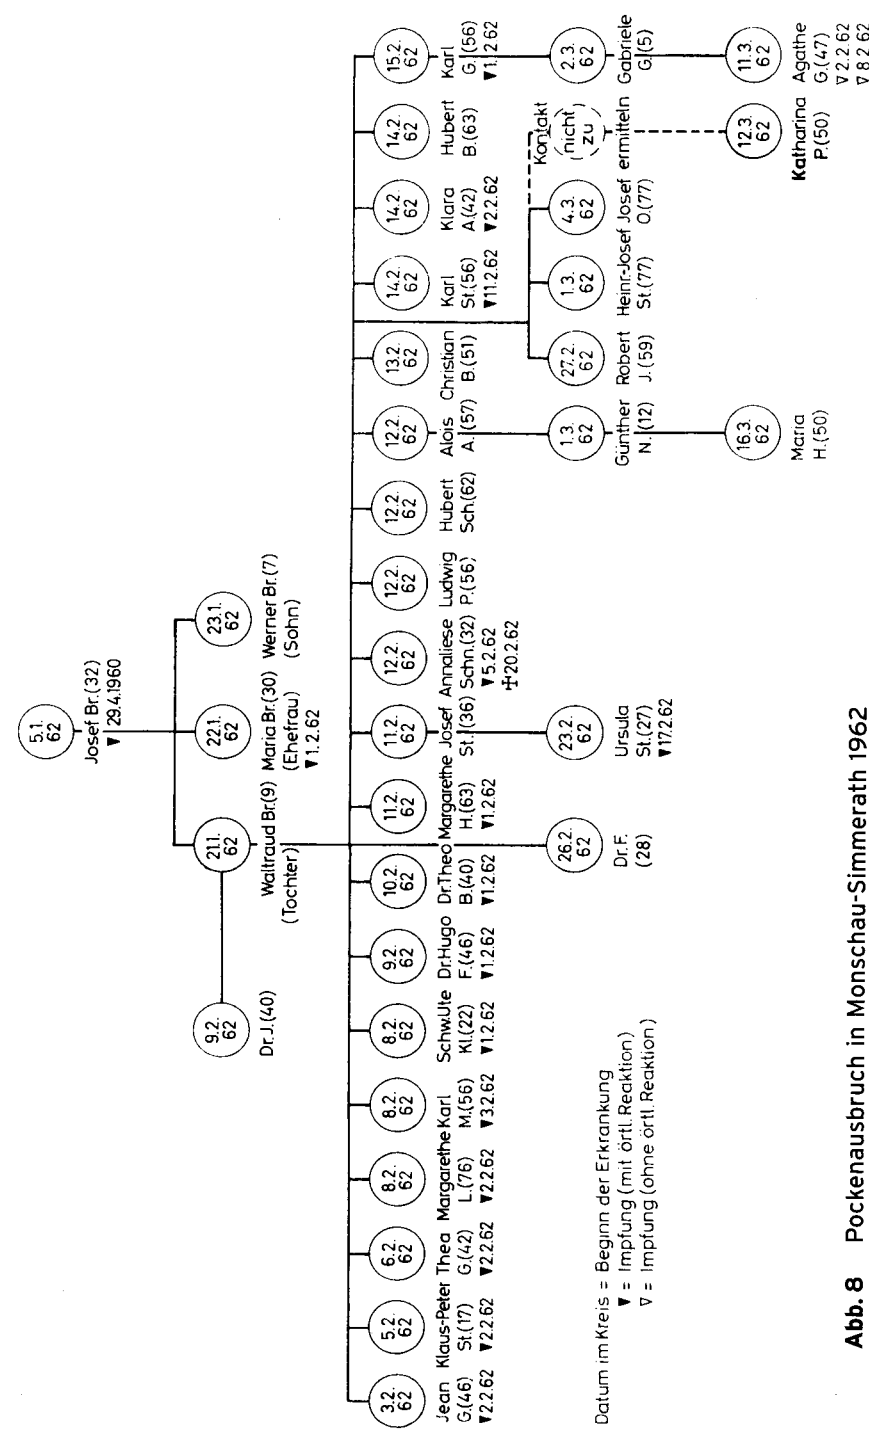 5.1.
62
Josef Br.(32)
▼ 29.4.1960
9.2.
62
Dr. J.(40)
21.1.
62
Waltraud Br.(9)
(Tochter)
22.1.
62
Maria Br.(30)
(Ehefrau)
▼1.2.62
23.1.
62
Werner Br.(7)
(Sohn)
3.2.
62
Jean
G.(46)
▼2.2.62
5.2.
62
Klaus-Peter
St.(17)
▼2.2.62
6.2.
62
Thea
G.(42)
▼2.2.62
8.2.
62
Margarethe
L.(76)
▼2.2.62
8.2.
62
Karl
M.(56)
▼3.2.62
8.2.
62
Schw.Ute
Kl.(22)
▼1.2.62
9.2.
62
Dr.Hugo
F.(46)
▼1.2.62
10.2.
62
Dr.Theo
B.(40)
▼1.2.62
11.2.
62
Margarethe
H.(63)
▼1.2.62
11.2.
62
Josef
St.(36)
12.2.
62
Annaliese
Schn.(32)
▼5.2.62
✢20.2.62
12.2.
62
Ludwig
P.(56)
12.2.
62
Hubert
Sch.(62)
12.2.
62
Alois
A.(57)
13.2.
62
Christian
B.(51)
14.2.
62
Karl
St.(56)
▼11.2.62
14.2.
62
Klara
A.(42)
▼2.2.62
14.2.
62
Hubert
B.(63)
15.2.
62
Karl
G.(56)
26.2.
62
Dr.F.
(28)
23.2.
62
Ursula
St.(27)
▼17.2.62
1.3.
62
Günther
N.(12)
27.2.
62
Robert
J.(59)
1.3.
62
Heinr.-Josef
St.(77)
4.3.
62
Josef
O.(77)
Kontakt
(nicht)
zu
ermitteln
2.3.
62
Gabriele
G.(5)
16.3.
62
Maria
H.(50)
12.3.
62
Katharina
P.(50)
11.3.
62
Agathe
G.(47)
▽2.2.62
▽8.2.62
Datum im Kreis = Beginn der Erkrankung
▼ = Impfung (mit örtl. Reaktion)
▽ = Impfung (ohne örtl. Reaktion)
Abb. 8 Pockenausbruch in Monschau-Simmerath 1962